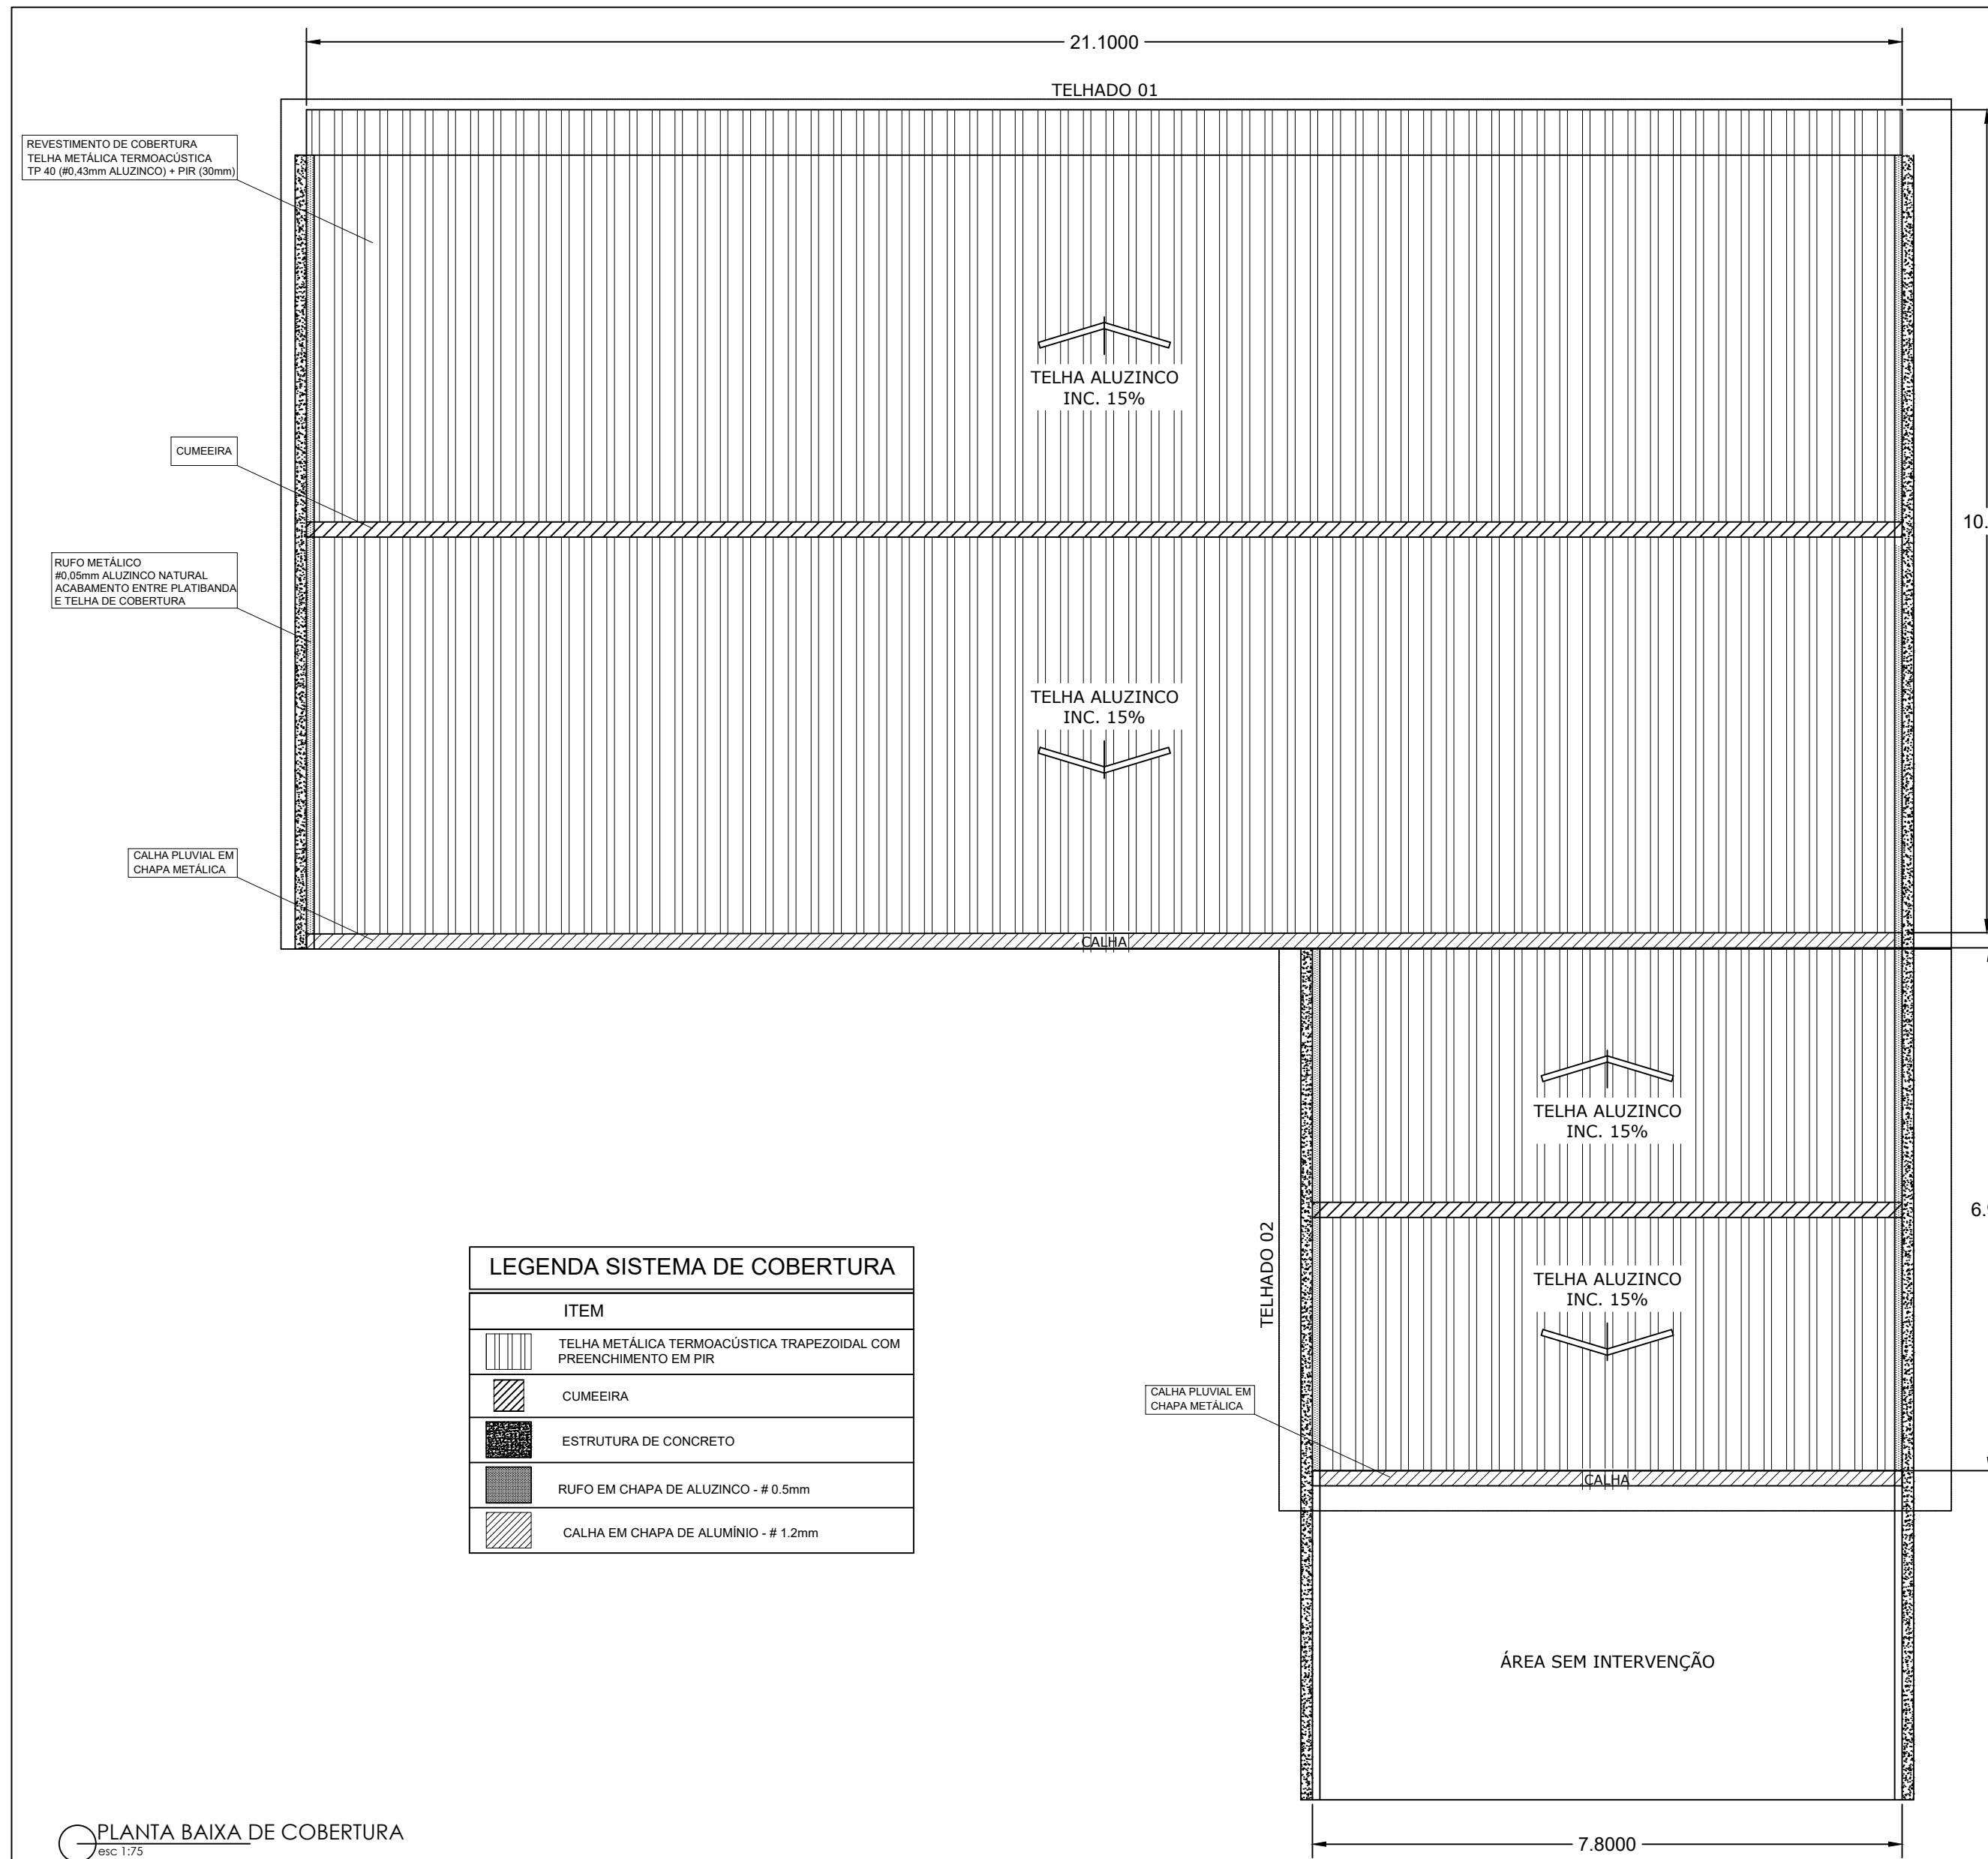 21.1000
TELHADO 01
REVESTIMENTO DE COBERTURA
TELHA METÁLICA TERMOACÚSTICA
TP 40 (#0,43mm ALUZINCO) + PIR (30mm)
TELHA ALUZINCO
INC. 15%
CUMEEIRA
10.
RUFO METÁLICO
#0,05mm ALUZINCO NATURAL
ACABAMENTO ENTRE PLATIBANDA
E TELHA DE COBERTURA
TELHA ALUZINCO
INC. 15%
CALHA PLUVIAL EM
CHAPA METÁLICA
CALHA
TELHA ALUZINCO
INC. 15%
TELHADO 02
TELHA ALUZINCO
INC. 15%
CALHA PLUVIAL EM
CHAPA METÁLICA
CALHA
LEGENDA SISTEMA DE COBERTURA
ITEM
TELHA METÁLICA TERMOACÚSTICA TRAPEZOIDAL COM
PREENCHIMENTO EM PIR
CUMEEIRA
ESTRUTURA DE CONCRETO
RUFO EM CHAPA DE ALUZINCO - # 0.5mm
CALHA EM CHAPA DE ALUMÍNIO - # 1.2mm
ÁREA SEM INTERVENÇÃO
7.8000
PLANTA BAIXA DE COBERTURA
esc 1:75